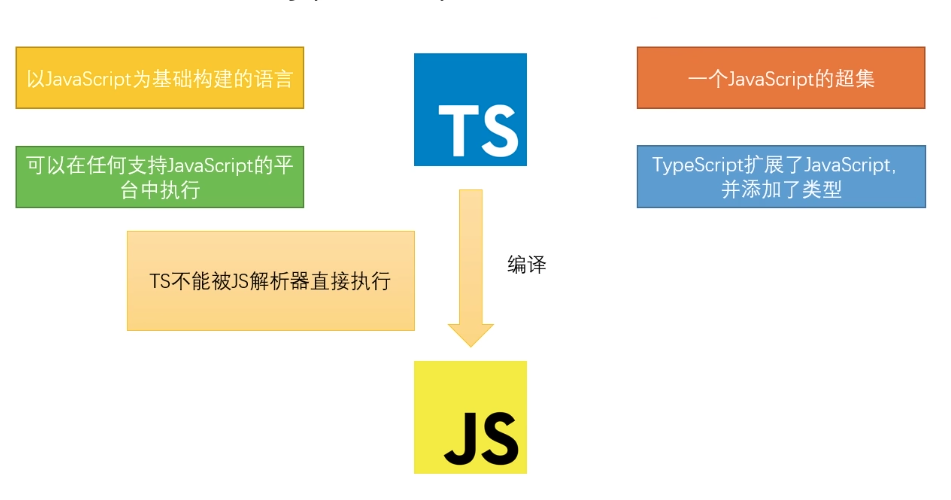 以JavaScript为基础构建的语言
TS
一个JavaScript的超集
可以在任何支持JavaScript的平
台中执行
TypeScript扩展了JavaScript,
并添加了类型
TS不能被JS解析器直接执行
编译
JS